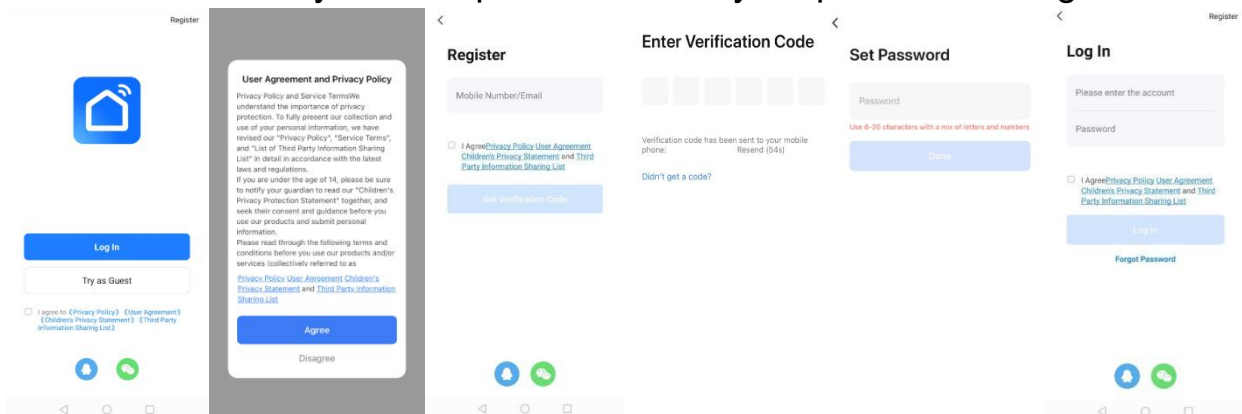 Register
Log In
Try as Guest
I agree to《Privacy Policy》《User Agreement》
《Children's Privacy Statement》《Third Party
Information Sharing List》
User Agreement and Privacy Policy
Privacy Policy and Service TermsWe
understand the importance of privacy
protection. To fully present our collection and
use of your personal information, we have
revised our "Privacy Policy", "Service Terms",
and "List of Third Party Information Sharing
List" in detail in accordance with the latest
laws and regulations.
If you are under the age of 14, please be sure
to notify your guardian to read our "Children's
Privacy Protection Statement" together, and
seek their consent and guidance before you
use our products and submit personal
information.
Please read through the following terms and
conditions before you use our products and/or
services (collectively referred to as
Privacy Policy User Agreement Children's
Privacy Statement and Third Party Information
Sharing List
Agree
Disagree
Register
Mobile Number/Email
I AgreePrivacy Policy User Agreement
Children's Privacy Statement and Third
Party Information Sharing List
Get Verification Code
Enter Verification Code
Verification code has been sent to your mobile
phone: Resend (54s)
Didn't get a code?
Set Password
Password
Use 6-20 characters with a mix of letters and numbers
Done
Register
Log In
Please enter the account
Password
I AgreePrivacy Policy User Agreement
Children's Privacy Statement and Third
Party Information Sharing List
Log In
Forgot Password